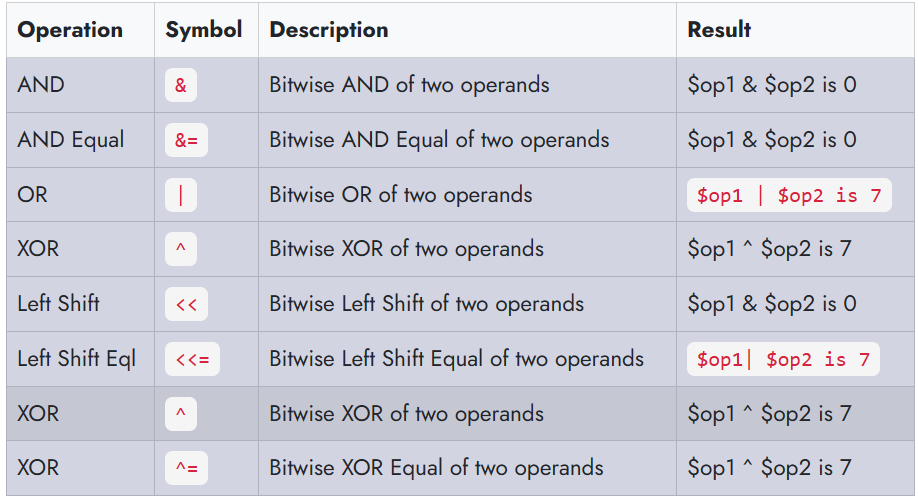 Operation Symbol Description Result
AND & Bitwise AND of two operands $op1 & $op2 is 0
AND Equal &= Bitwise AND Equal of two operands $op1 & $op2 is 0
OR | Bitwise OR of two operands $op1 | $op2 is 7
XOR ^ Bitwise XOR of two operands $op1 ^ $op2 is 7
Left Shift << Bitwise Left Shift of two operands $op1 & $op2 is 0
Left Shift Eql <<= Bitwise Left Shift Equal of two operands $op1| $op2 is 7
XOR ^ Bitwise XOR of two operands $op1 ^ $op2 is 7
XOR ^= Bitwise XOR Equal of two operands $op1 ^ $op2 is 7